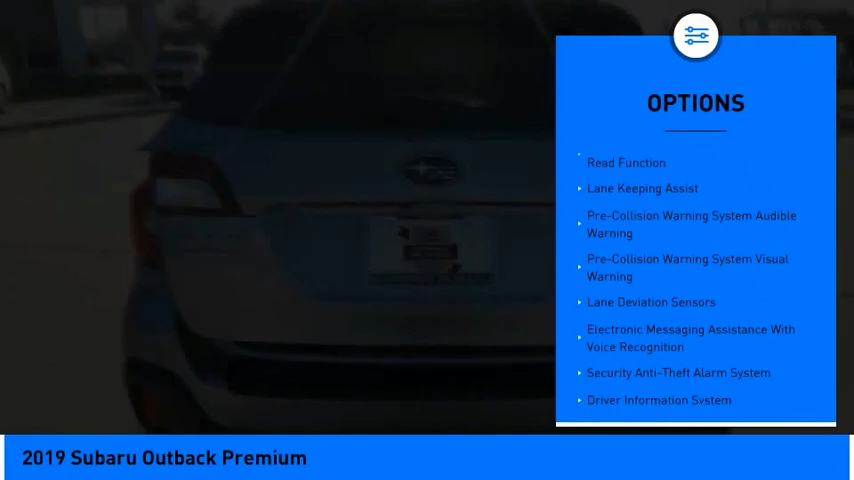 OPTIONS
Read Function
Lane Keeping Assist
Pre-Collision Warning System Audible
Warning
Pre-Collision Warning System Visual
Warning
Lane Deviation Sensors
Electronic Messaging Assistance With
Voice Recognition
Security Anti-Theft Alarm System
Driver Information System
2019 Subaru Outback Premium